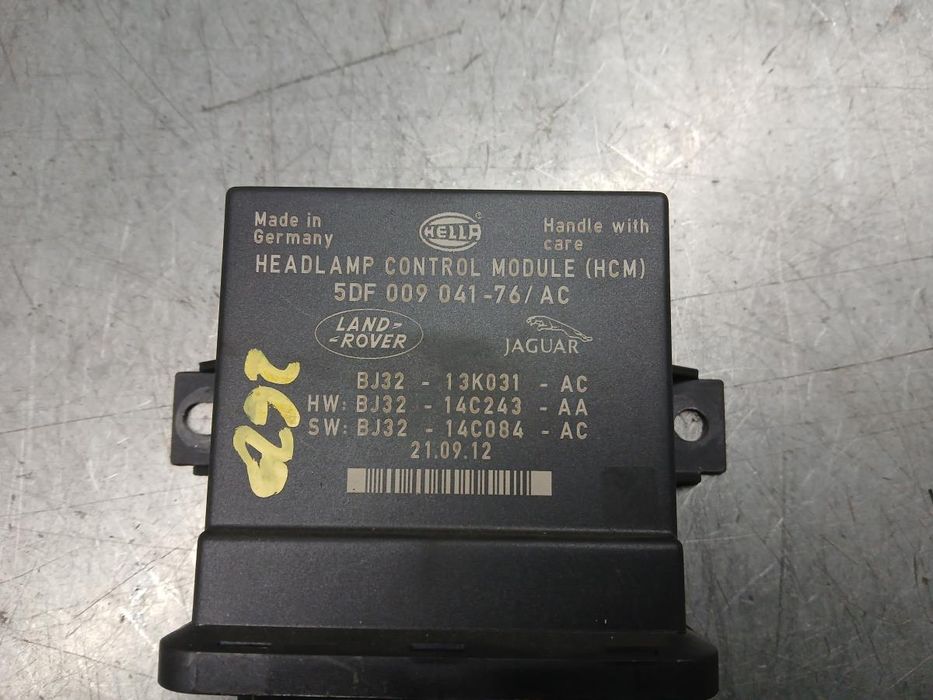 Made in
Germany
HELLA
Handle with
care
HEADLAMP CONTROL MODULE (HCM)
5DF 009 041-76/AC
LAND-
-ROVER
JAGUAR
BJ32 - 13K031 - AC
HW: BJ32 - 14C243 - AA
SW: BJ32 - 14C084 - AC
21.09.12